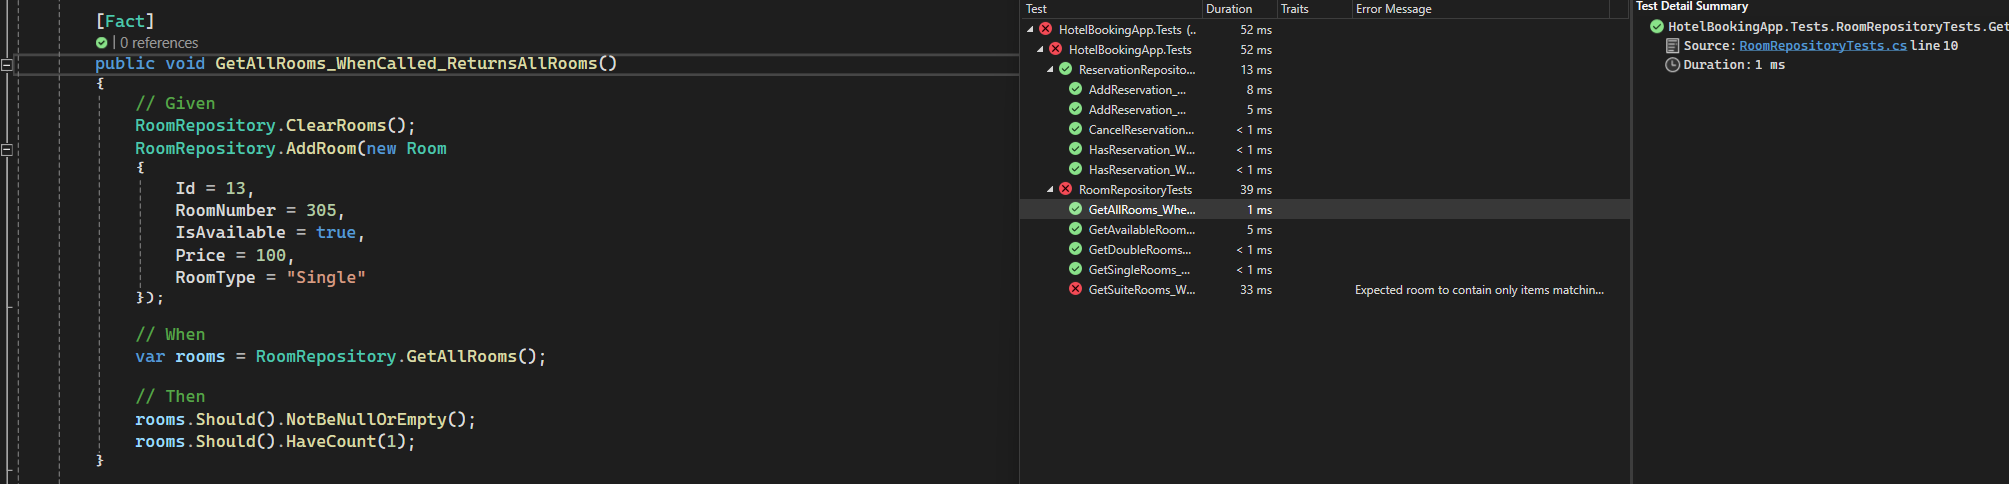 [Fact]
| 0 references
public void GetAllRooms_WhenCalled_ReturnsAllRooms()
{
// Given
RoomRepository.ClearRooms();
RoomRepository.AddRoom(new Room
{
Id = 13,
RoomNumber = 305,
IsAvailable = true,
Price = 100,
RoomType = "Single"
});
// When
var rooms = RoomRepository.GetAllRooms();
// Then
rooms.Should().NotBeNullOrEmpty();
rooms.Should().HaveCount(1);
}
Test Duration Traits Error Message
HotelBookingApp.Tests (.. 52 ms
HotelBookingApp.Tests 52 ms
ReservationReposito... 13 ms
AddReservation_... 8 ms
AddReservation_... 5 ms
CancelReservation... < 1 ms
HasReservation_W... < 1 ms
HasReservation_W... < 1 ms
RoomRepositoryTests 39 ms
GetAllRooms_Whe... 1 ms
GetAvailableRoom... 5 ms
GetDoubleRooms... < 1 ms
GetSingleRooms_... < 1 ms
GetSuiteRooms_W... 33 ms Expected room to contain only items matchin...
Test Detail Summary
HotelBookingApp.Tests.RoomRepositoryTests.Get
Source: RoomRepositoryTests.cs line 10
Duration: 1 ms